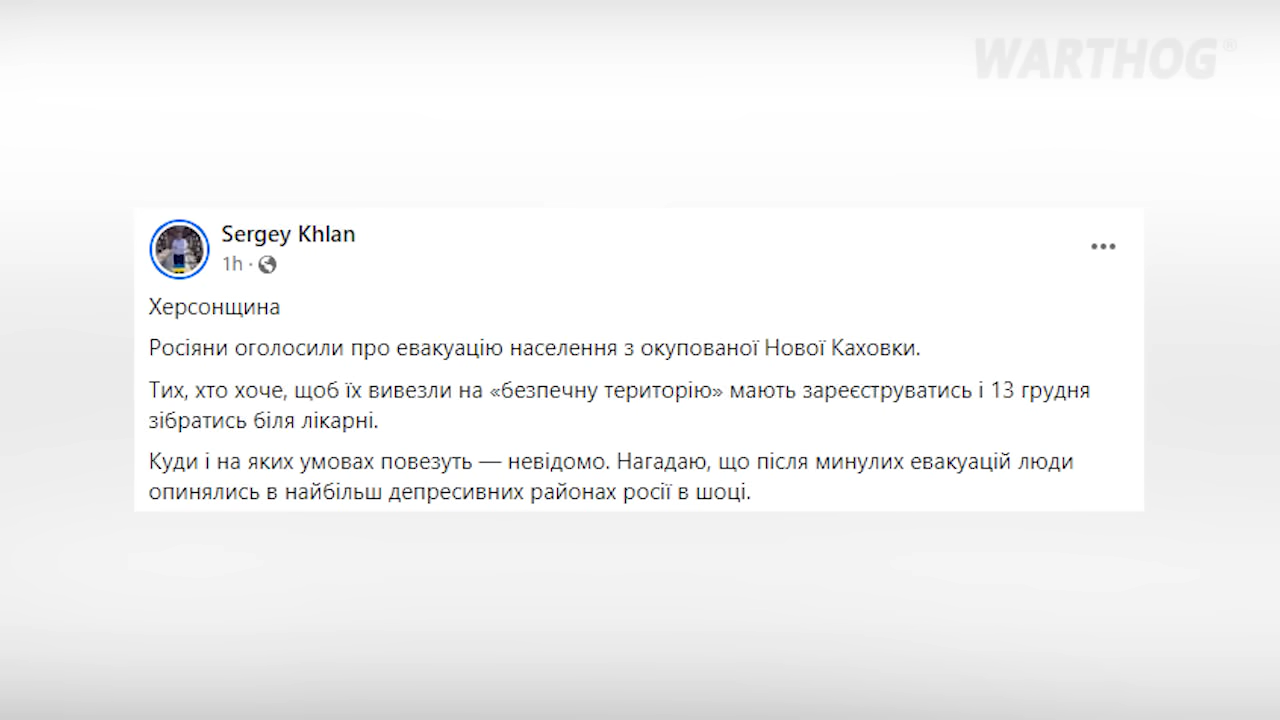 WARTHOG®
Sergey Khlan
1h ·
Херсонщина
Росіяни оголосили про евакуацію населення з окупованої Нової Каховки.
Тих, хто хоче, щоб їх вивезли на «безпечну територію» мають зареєструватись і 13 грудня
зібратись біля лікарні.
Куди і на яких умовах повезуть — невідомо. Нагадаю, що після минулих евакуацій люди
опинялись в найбільш депресивних районах росії в шоці.